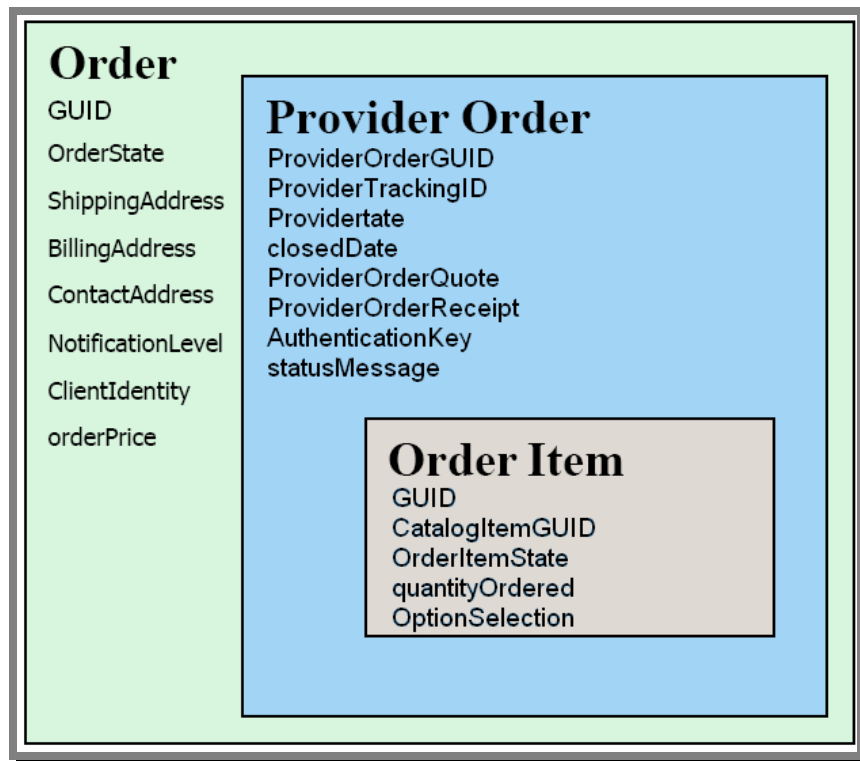 Order
GUID
OrderState
ShippingAddress
BillingAddress
ContactAddress
NotificationLevel
ClientIdentity
orderPrice
Provider Order
ProviderOrderGUID
ProviderTrackingID
Providertate
closedDate
ProviderOrderQuote
ProviderOrderReceipt
AuthenticationKey
statusMessage
Order Item
GUID
CatalogItemGUID
OrderItemState
quantityOrdered
OptionSelection